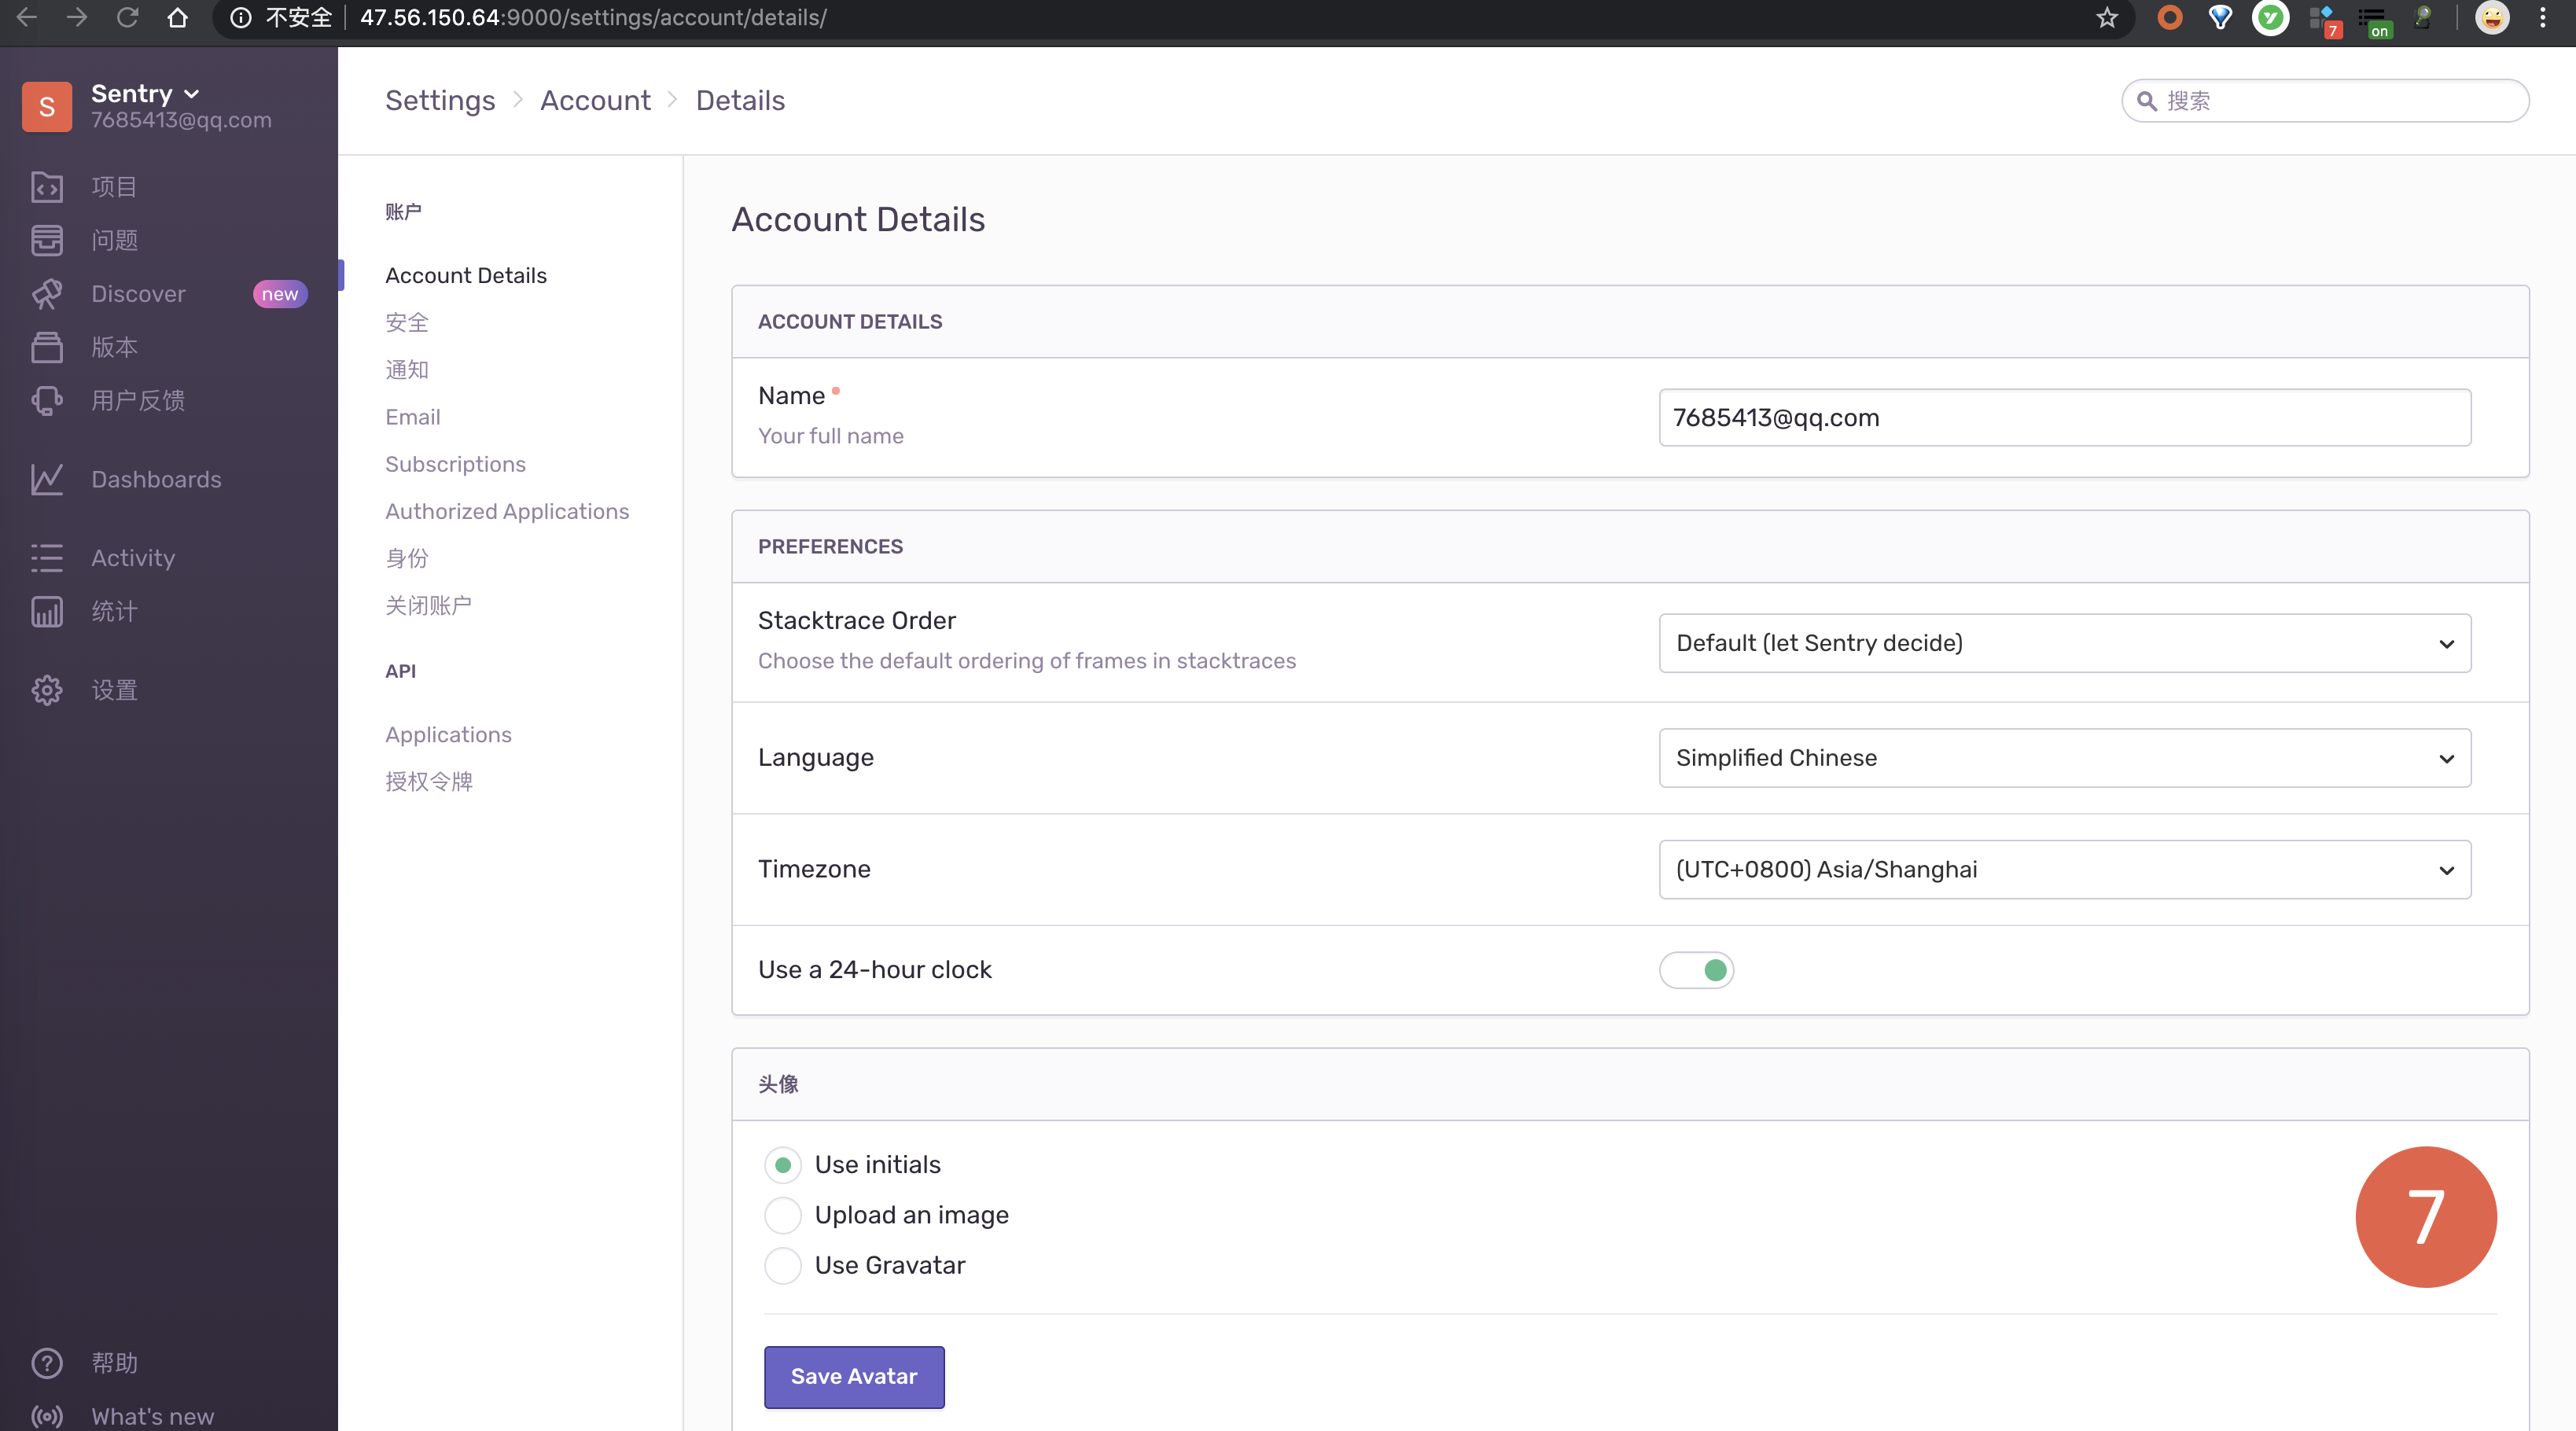 不安全 47.56.150.64:9000/settings/account/details/
7
on
S
Sentry
7685413@qq.com
项目
问题
Discover new
版本
用户反馈
Dashboards
Activity
统计
设置
帮助
What's new
Settings Account Details
搜索
账户
Account Details
安全
通知
Email
Subscriptions
Authorized Applications
身份
关闭账户
API
Applications
授权令牌
Account Details
ACCOUNT DETAILS
Name
Your full name
7685413@qq.com
PREFERENCES
Stacktrace Order
Choose the default ordering of frames in stacktraces
Default (let Sentry decide)
Language
Simplified Chinese
Timezone
(UTC+0800) Asia/Shanghai
Use a 24-hour clock
头像
Use initials
Upload an image
Use Gravatar
7
Save Avatar